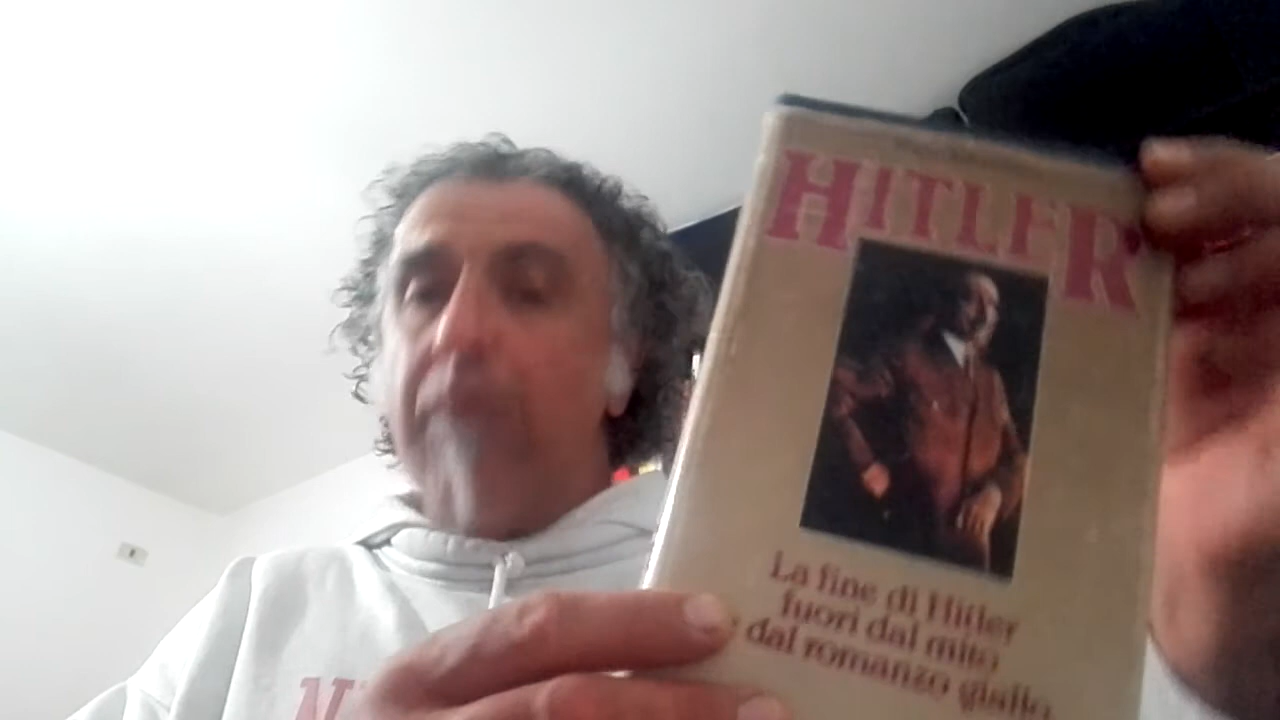 HITLER
La fine di Hitler
fuori dal mito
e dal romanzo giallo
N